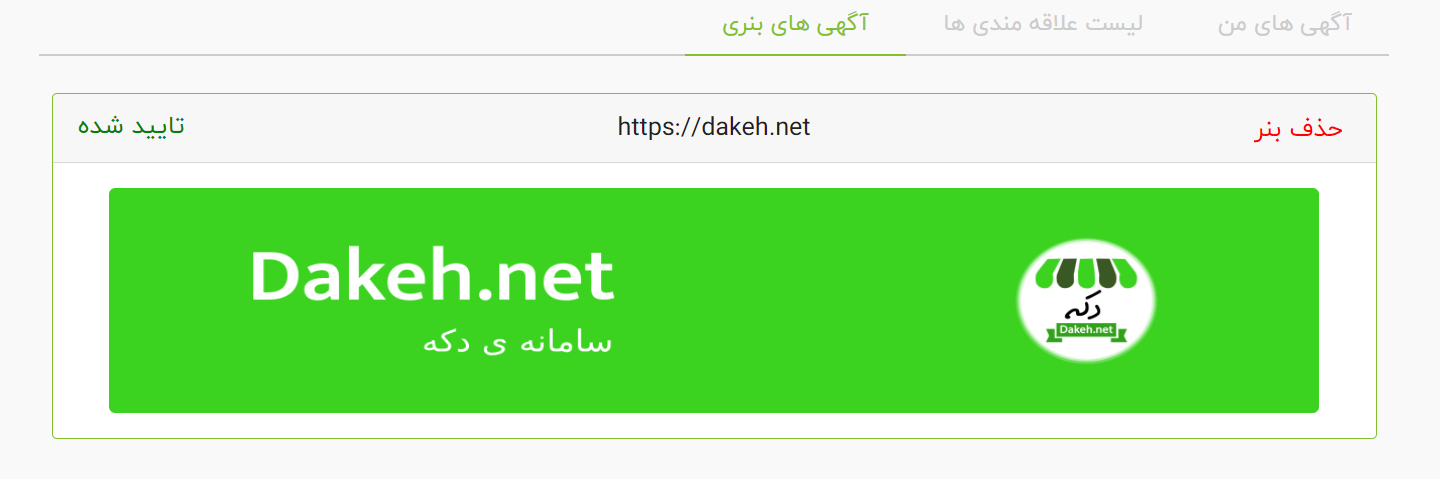 آگهی های من
لیست علاقه مندی ها
آگهی های بنری
حذف بنر
https://dakeh.net
تایید شده
Dakeh.net
سامانه ی دکه
دکه
Dakeh.net